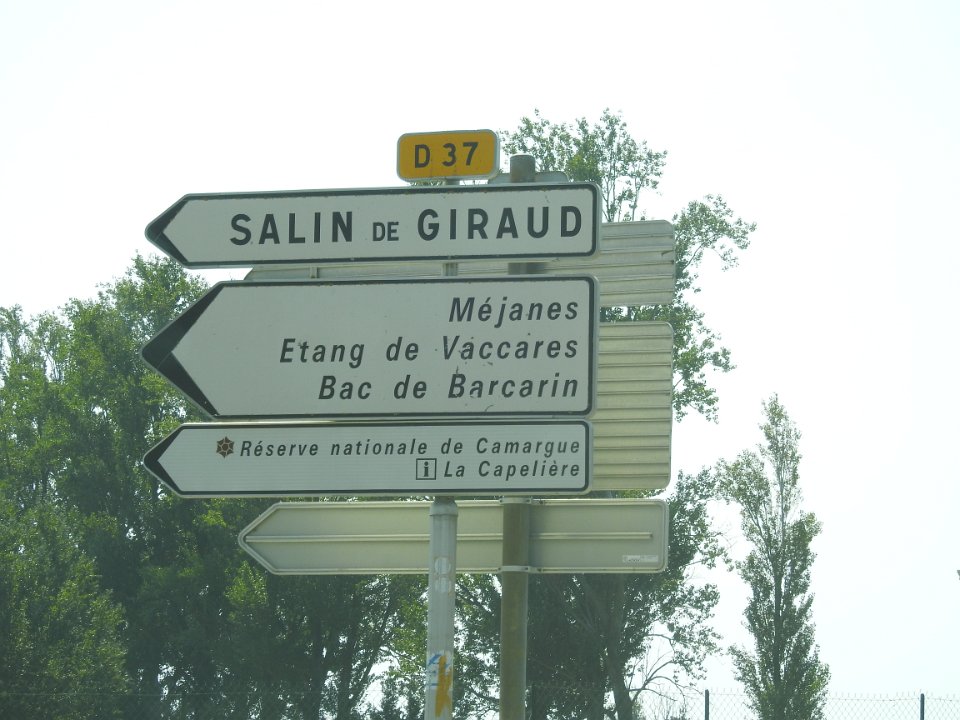 D 37
SALIN DE GIRAUD
Méjanes
Etang de Vaccares
Bac de Barcarin
Réserve nationale de Camargue
i La Capelière